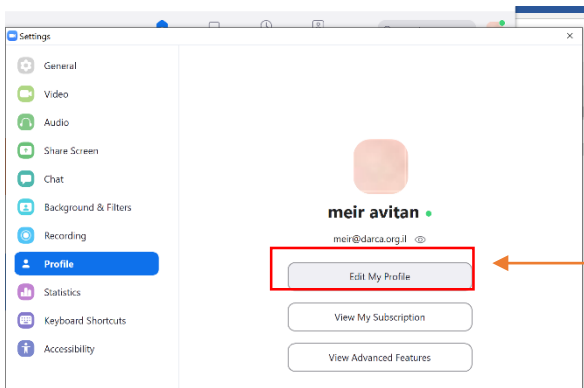 Settings
General
Video
Audio
Share Screen
Chat
Background & Filters
Recording
Profile
Statistics
Keyboard Shortcuts
Accessibility
meir avitan
meir@darca.org.il
Edit My Profile
View My Subscription
View Advanced Features